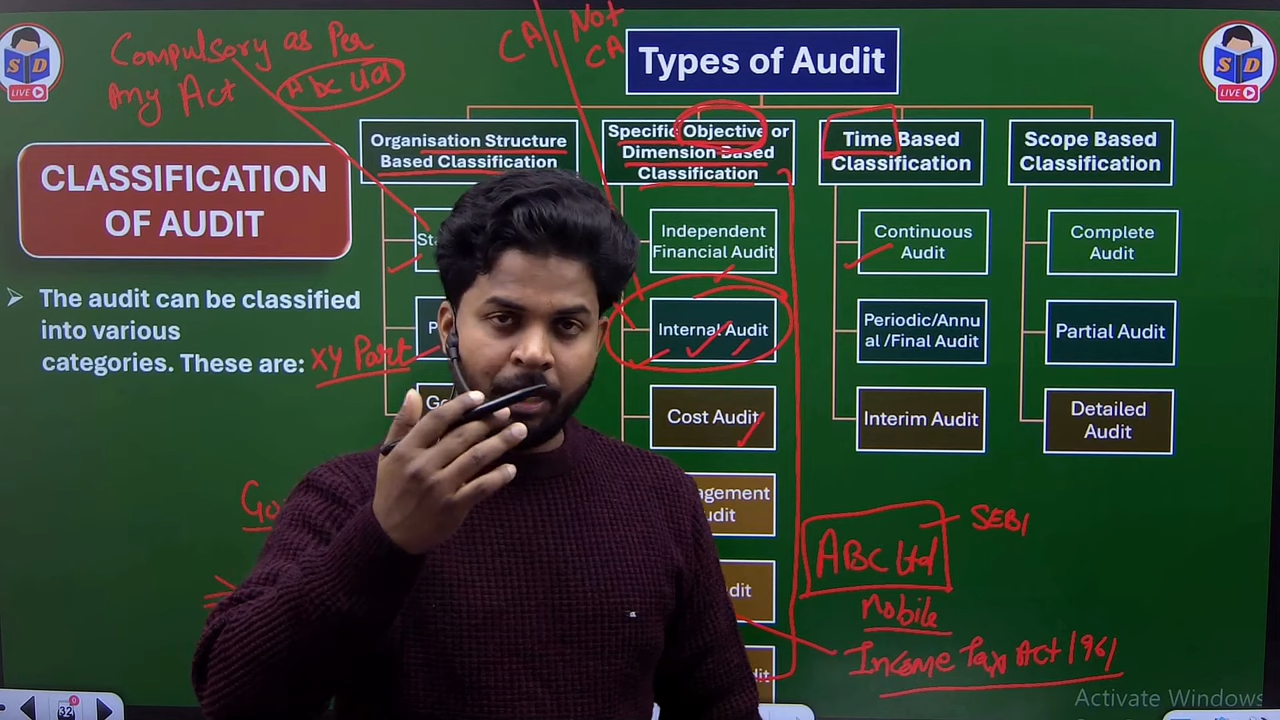 Compulsory as Per
Any Act
Abc Ltd
CA
Not
CA
S D
LIVE
Types of Audit
S D
LIVE
CLASSIFICATION
OF AUDIT
The audit can be classified
into various
categories. These are:
XY Part
Organisation Structure
Based Classification
Specific Objective or
Dimension Based
Classification
Independent
Financial Audit
Internal Audit
Cost Audit
Time Based
Classification
Continuous
Audit
Periodic/Annu
al /Final Audit
Interim Audit
Scope Based
Classification
Complete
Audit
Partial Audit
Detailed
Audit
ABC Ltd
SEBI
Mobile
Income Tax Act 1961
32
Activate Windows